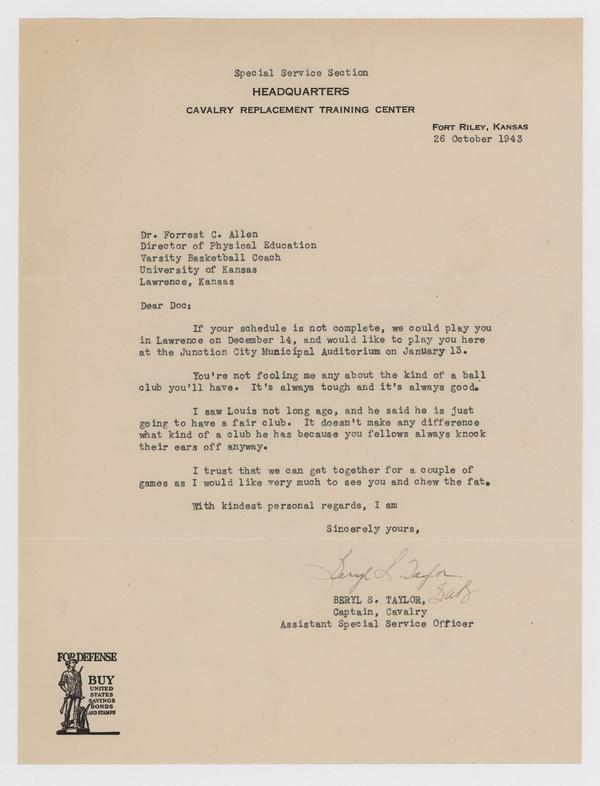 Special Service Section
HEADQUARTERS
CAVALRY REPLACEMENT TRAINING CENTER
FORT RILEY, KANSAS
26 October 1943
Dr. Forrest C. Allen
Director of Physical Education
Varsity Basketball Coach
University of Kansas
Lawrence, Kansas
Dear Doc:
If your schedule is not complete, we could play you
in Lawrence on December 14, and would like to play you here
at the Junction City Municipal Auditorium on January 13.
You're not fooling me any about the kind of a ball
club you'll have. It's always tough and it's always good.
I saw Louis not long ago, and he said he is just
going to have a fair club. It doesn't make any difference
what kind of a club he has because you fellows always knock
their ears off anyway.
I trust that we can get together for a couple of
games as I would like very much to see you and chew the fat.
With kindest personal regards, I am
Sincerely yours,
Beryl S. Taylor
BERYL S. TAYLOR,
Captain, Cavalry
Assistant Special Service Officer
FOR DEFENSE
BUY
UNITED
STATES
SAVINGS
BONDS
AND STAMPS